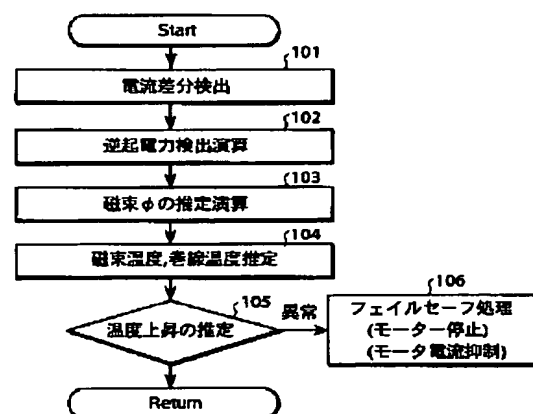 Start
101
電流差分検出
102
逆起電力検出演算
103
磁束φの推定演算
104
磁束温度,巻線温度推定
105
温度上昇の推定
異常
106
フェイルセーフ処理
(モーター停止)
(モータ電流抑制)
Return